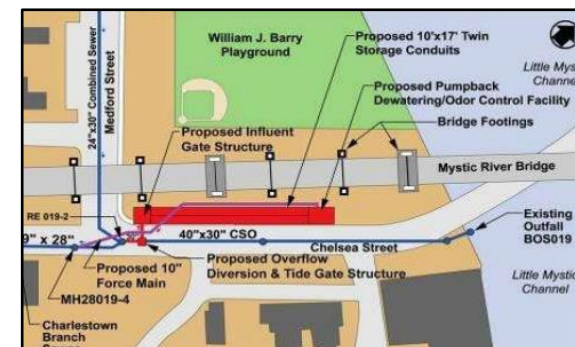 William J. Barry
Playground
Proposed 10'x17' Twin
Storage Conduits
Little Mys
Channel
24"x30" Combined Sewer
Medford Street
Proposed Pumpback
Dewatering/Odor Control Facility
Proposed Influent
Gate Structure
Bridge Footings
Mystic River Bridge
RE 019-2
9" x 28"
40"x30" CSO
Chelsea Street
Existing
Outfall
BOS019
Proposed 10"
Force Main
Proposed Overflow
Diversion & Tide Gate Structure
MH28019-4
Little Mystic
Channel
Charlestown
Branch